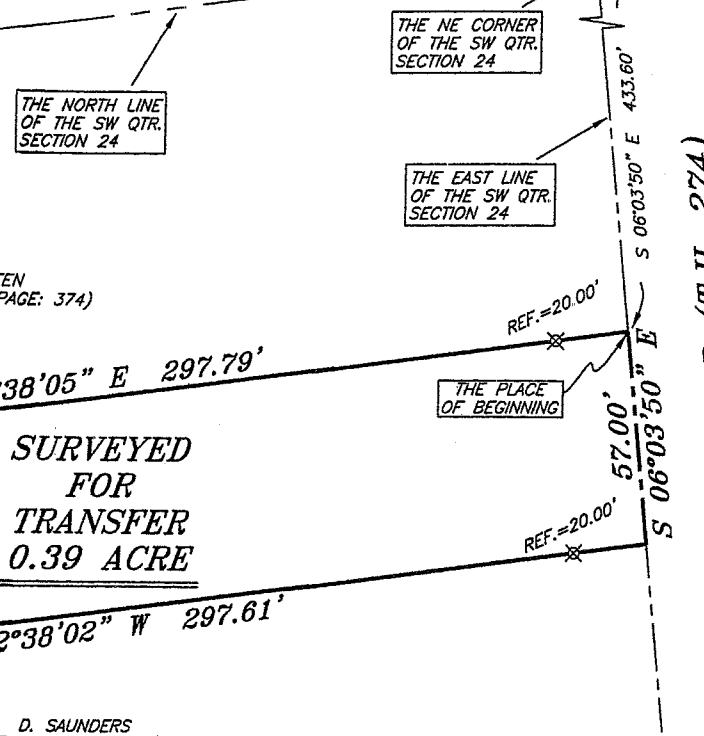 THE NE CORNER
OF THE SW QTR.
SECTION 24
THE NORTH LINE
OF THE SW QTR.
SECTION 24
S 06°03'50" E 433.60'
THE EAST LINE
OF THE SW QTR.
SECTION 24
274)
TEN
PAGE: 374)
REF.=20.00'
38'05" E 297.79'
THE PLACE
OF BEGINNING
57.00'
S 06°03'50" E
SURVEYED
FOR
TRANSFER
0.39 ACRE
REF.=20.00'
2°38'02" W 297.61'
D. SAUNDERS